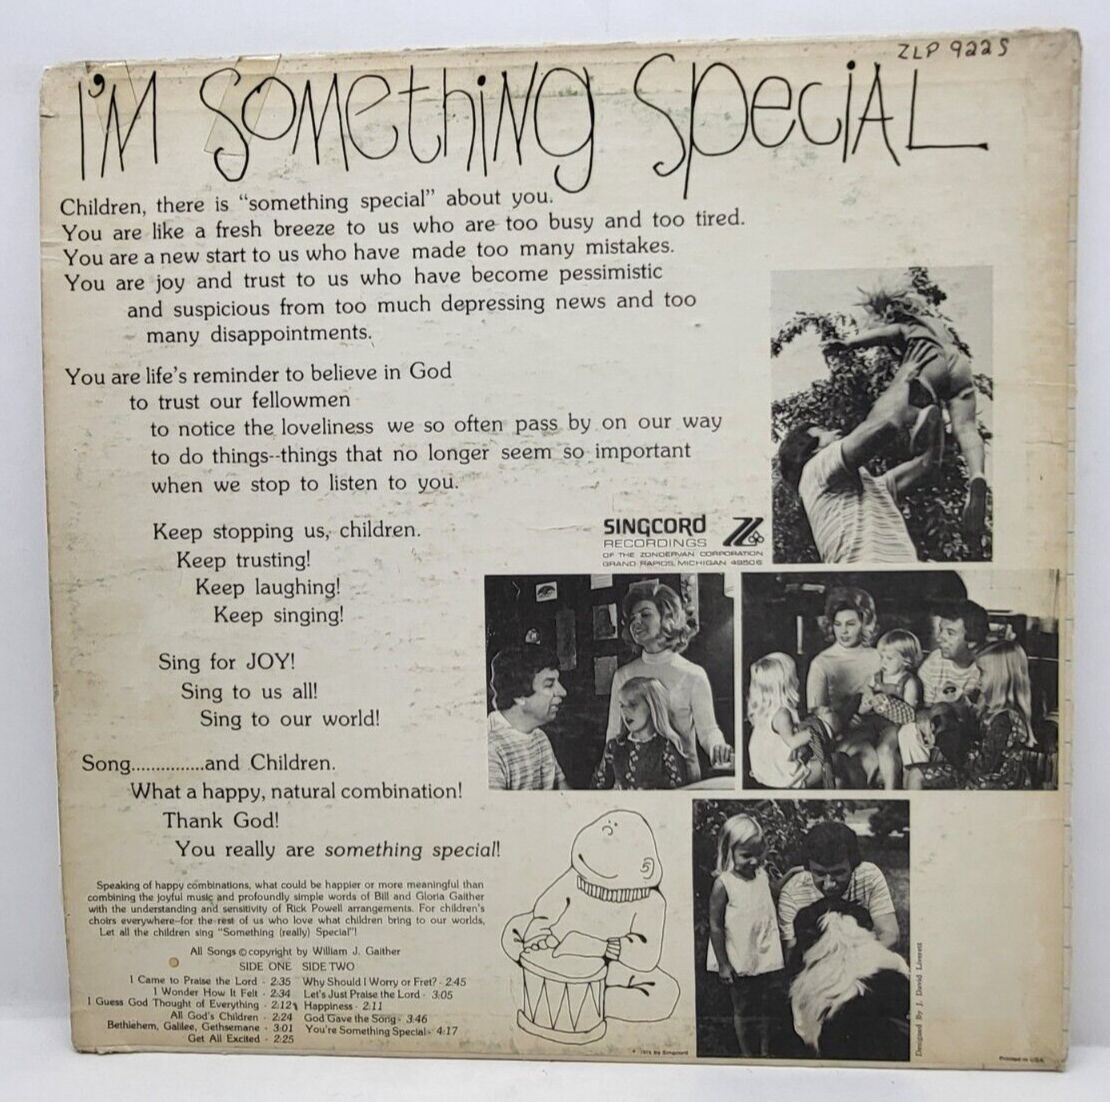 ZLP 922S
I'M Something Special
Children, there is "something special" about you.
You are like a fresh breeze to us who are too busy and too tired.
You are a new start to us who have made too many mistakes.
You are joy and trust to us who have become pessimistic
and suspicious from too much depressing news and too
many disappointments.
You are life's reminder to believe in God
to trust our fellowmen
to notice the loveliness we so often pass by on our way
to do things--things that no longer seem so important
when we stop to listen to you.
Keep stopping us, children.
Keep trusting!
Keep laughing!
Keep singing!
Sing for JOY!
Sing to us all!
Sing to our world!
Song...............and Children.
What a happy, natural combination!
Thank God!
You really are something special!
SINGCORD
RECORDINGS
OF THE ZONDERVAN CORPORATION
GRAND RAPIDS, MICHIGAN 49506
Speaking of happy combinations, what could be happier or more meaningful than
combining the joyful music and profoundly simple words of Bill and Gloria Gaither
with the understanding and sensitivity of Rick Powell arrangements. For children's
choirs everywhere--for the rest of us who love what children bring to our worlds,
Let all the children sing "Something (really) Special"!
All Songs © copyright by William J. Gaither
SIDE ONE SIDE TWO
I Came to Praise the Lord - 2:35 Why Should I Worry or Fret? - 2:45
I Wonder How It Felt - 2:34 Let's Just Praise the Lord - 3:05
I Guess God Thought of Everything - 2:12 Happiness - 2:11
All God's Children - 2:24 God Gave the Song - 3:46
Bethlehem, Galilee, Gethsemane - 3:01 You're Something Special - 4:17
Get All Excited - 2:25
Designed By J. David Liverett
by Singcord
Printed in USA